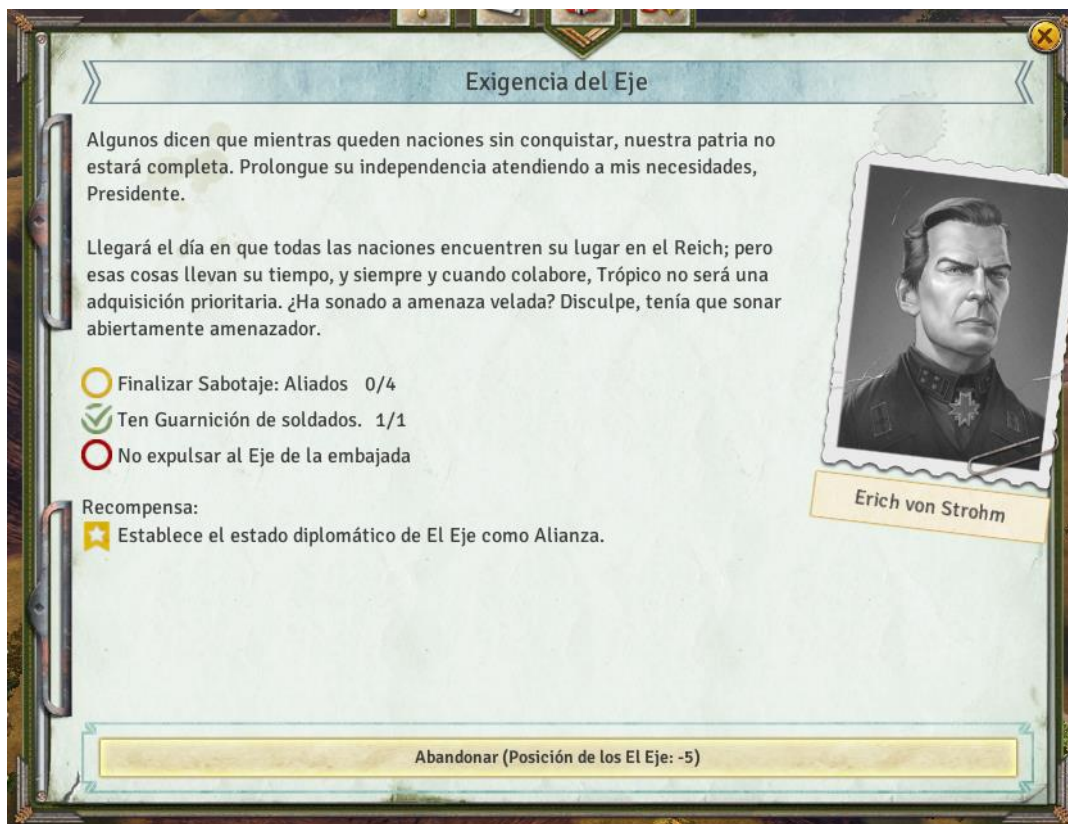 Exigencia del Eje
Algunos dicen que mientras queden naciones sin conquistar, nuestra patria no
estará completa. Prolongue su independencia atendiendo a mis necesidades,
Presidente.
Llegará el día en que todas las naciones encuentren su lugar en el Reich; pero
esas cosas llevan su tiempo, y siempre y cuando colabore, Trópico no será una
adquisición prioritaria. ¿Ha sonado a amenaza velada? Disculpe, tenía que sonar
abiertamente amenazador.
Finalizar Sabotaje: Aliados 0/4
Ten Guarnición de soldados. 1/1
No expulsar al Eje de la embajada
Erich von Strohm
Recompensa:
Establece el estado diplomático de El Eje como Alianza.
Abandonar (Posición de los El Eje: -5)